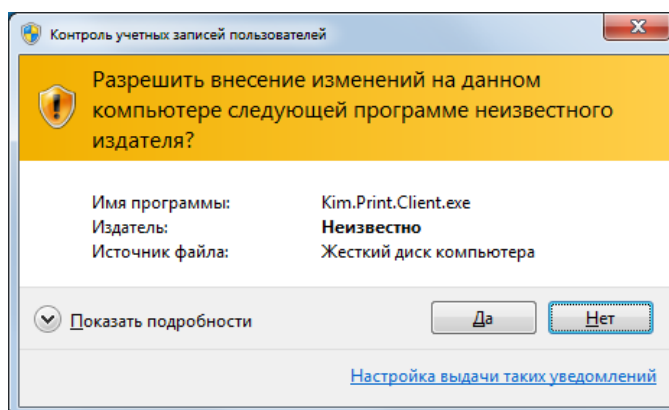 Контроль учетных записей пользователей
Разрешить внесение изменений на данном
компьютере следующей программе неизвестного
издателя?
Имя программы: Kim.Print.Client.exe
Издатель: Неизвестно
Источник файла: Жесткий диск компьютера
Показать подробности Да Нет
Настройка выдачи таких уведомлений